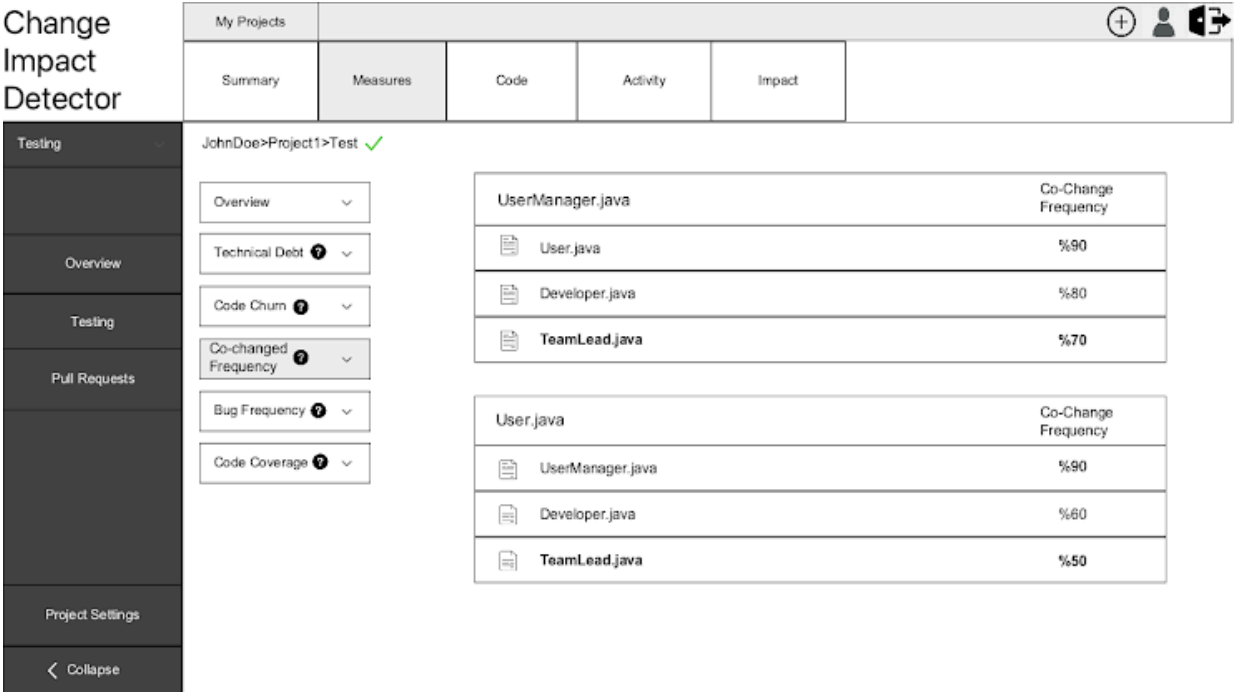 Change
Impact
Detector
My Projects
Summary
Measures
Code
Activity
Impact
Testing
Overview
Testing
Pull Requests
Project Settings
Collapse
JohnDoe>Project1>Test
Overview
Technical Debt ?
Code Churn ?
Co-changed
Frequency ?
Bug Frequency ?
Code Coverage ?
UserManager.java
Co-Change
Frequency
User.java %90
Developer.java %80
TeamLead.java %70
User.java
Co-Change
Frequency
UserManager.java %90
Developer.java %60
TeamLead.java %50